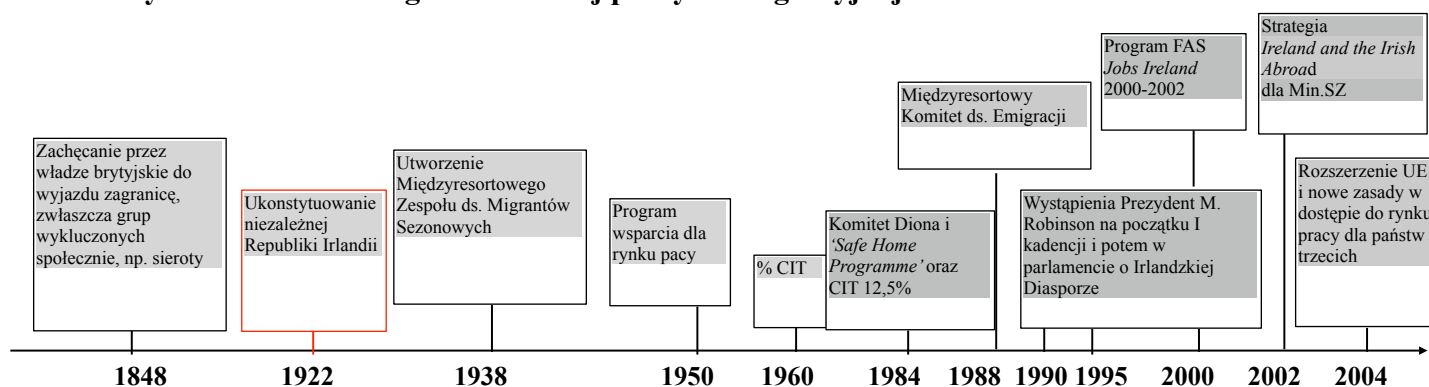 Zachęcanie przez
władze brytyjskie do
wyjazdu zagranicę,
zwłaszcza grup
wykluczonych
społecznie, np. sieroty
Ukonstytuowanie
niezależnej
Republiki Irlandii
Utworzenie
Międzyresortowego
Zespołu ds. Migrantów
Sezonowych
Program
wsparcia dla
rynku pacy
% CIT
Komitet Diona i
‘Safe Home
Programme’ oraz
CIT 12,5%
Międzyresortowy
Komitet ds. Emigracji
Wystąpienia Prezydent M.
Robinson na początku I
kadencji i potem w
parlamencie o Irlandzkiej
Diasporze
Program FAS
Jobs Ireland
2000-2002
Strategia
Ireland and the Irish
Abroad
dla Min.SZ
Rozszerzenie UE
i nowe zasady w
dostępie do rynku
pracy dla państw
trzecich
1848
1922
1938
1950
1960
1984
1988
1990
1995
2000
2002
2004